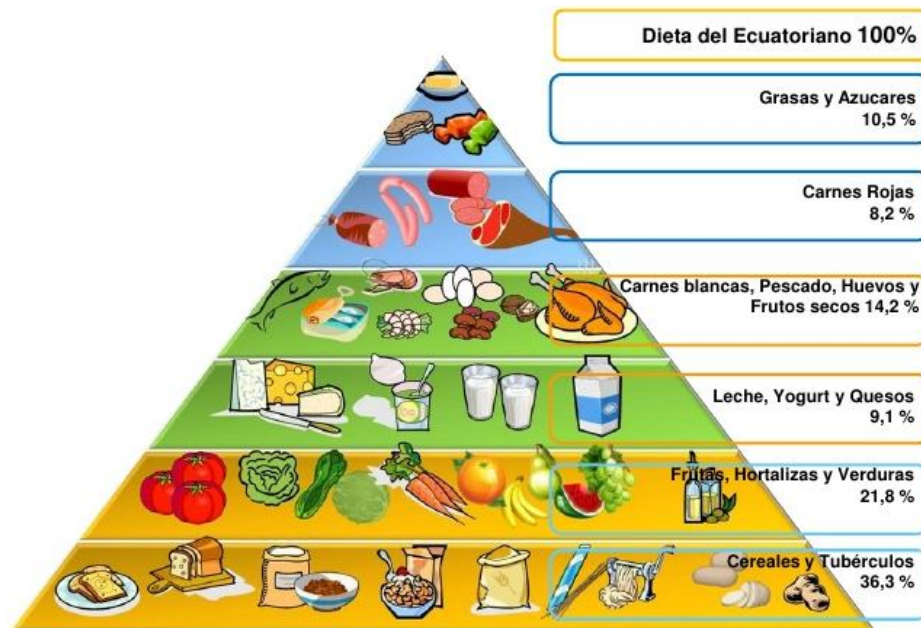 Dieta del Ecuatoriano 100%
Grasas y Azucares
10,5 %
Carnes Rojas
8,2 %
Carnes blancas, Pescado, Huevos y
Frutos secos 14,2 %
Leche, Yogurt y Quesos
9,1 %
Frutas, Hortalizas y Verduras
21,8 %
Cereales y Tubérculos
36,3 %